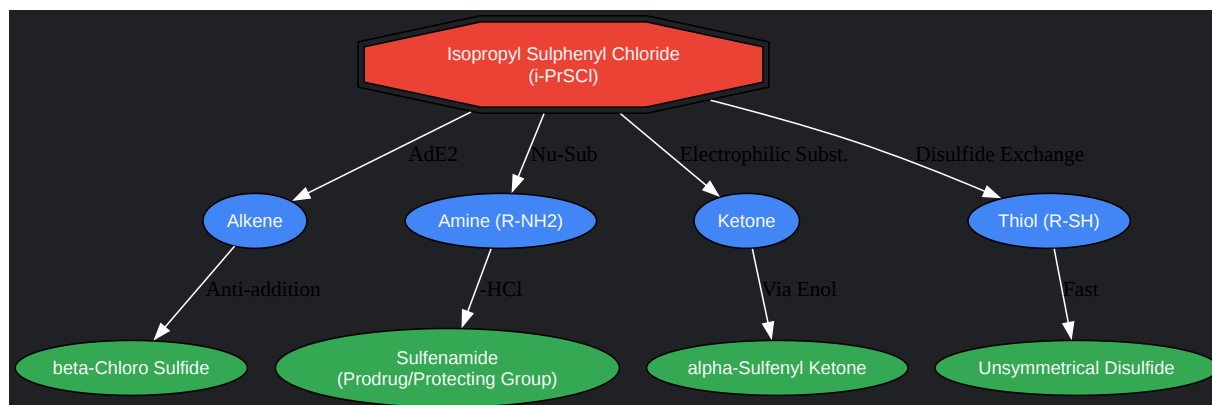 Isopropyl Sulphenyl Chloride
(i-PrSCl)
AdE2
Nu-Sub
Electrophilic Subst.
Disulfide Exchange
Alkene
Amine (R-NH2)
Ketone
Thiol (R-SH)
Anti-addition
-HCl
Via Enol
Fast
beta-Chloro Sulfide
Sulfenamide
(Prodrug/Protecting Group)
alpha-Sulfenyl Ketone
Unsymmetrical Disulfide